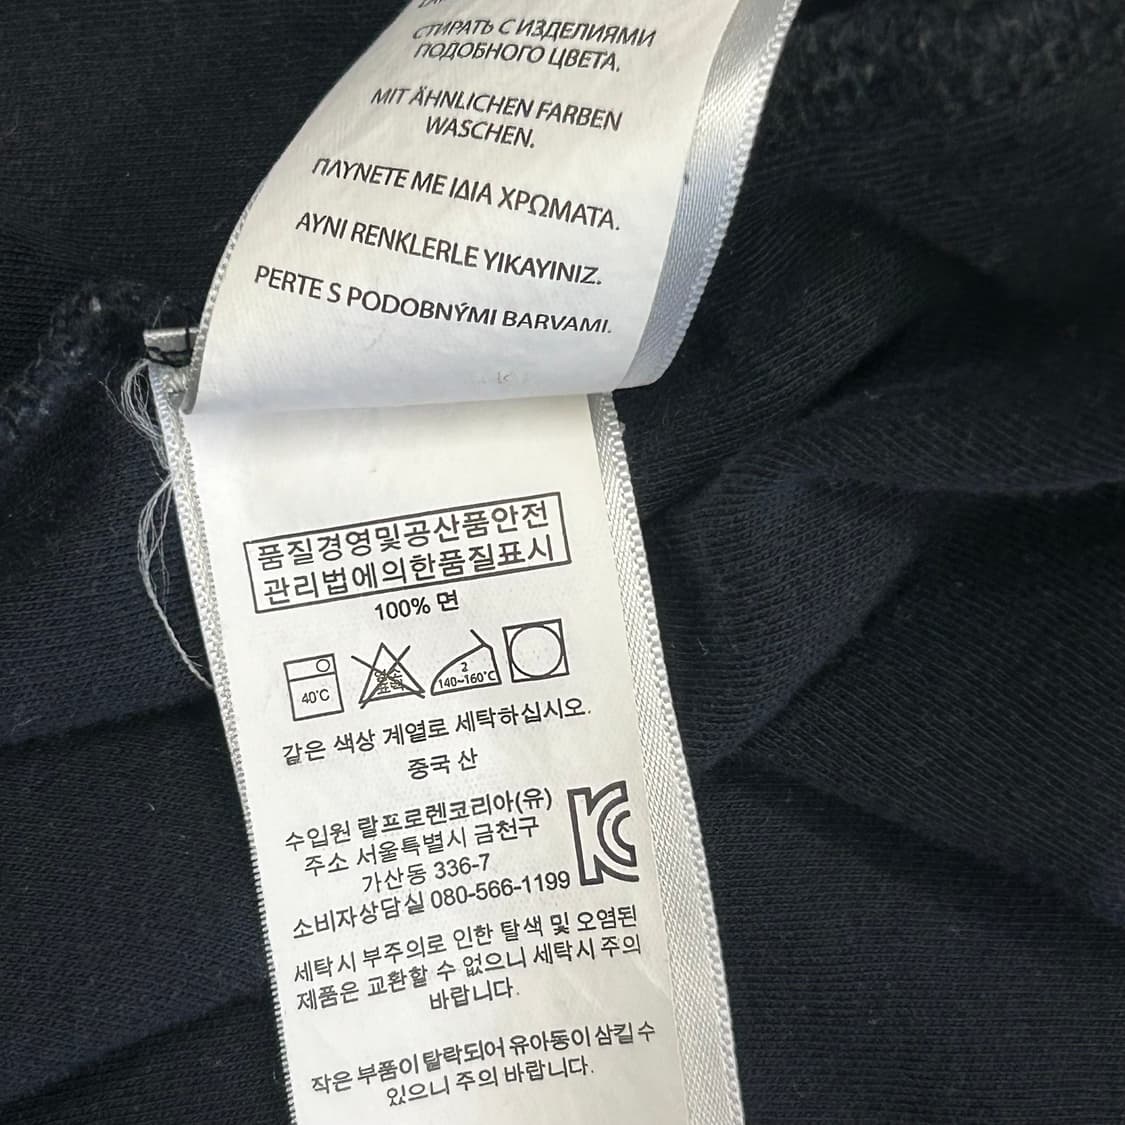 СТИРАТЬ С ИЗДЕЛИЯМИ
ПОДОБНОГО ЦВЕТА.
MIT ÄHNLICHEN FARBEN
WASCHEN.
ΠΛΥΝΕΤΕ ΜΕ ΙΔΙΑ ΧΡΩΜΑΤΑ.
AYNI RENKLERLE YIKAYINIZ.
PERTE S PODOBNÝMI BARVAMI.
품질경영및공산품안전
관리법에의한품질표시
100% 면
40°C
염소
표백
2
140~160°C
같은 색상 계열로 세탁하십시오.
중국 산
수입원 랄프로렌코리아(유)
주소 서울특별시 금천구
가산동 336-7
소비자상담실 080-566-1199
KC
세탁시 부주의로 인한 탈색 및 오염된
제품은 교환할 수 없으니 세탁시 주의
바랍니다.
작은 부품이 탈락되어 유아동이 삼킬 수
있으니 주의 바랍니다.